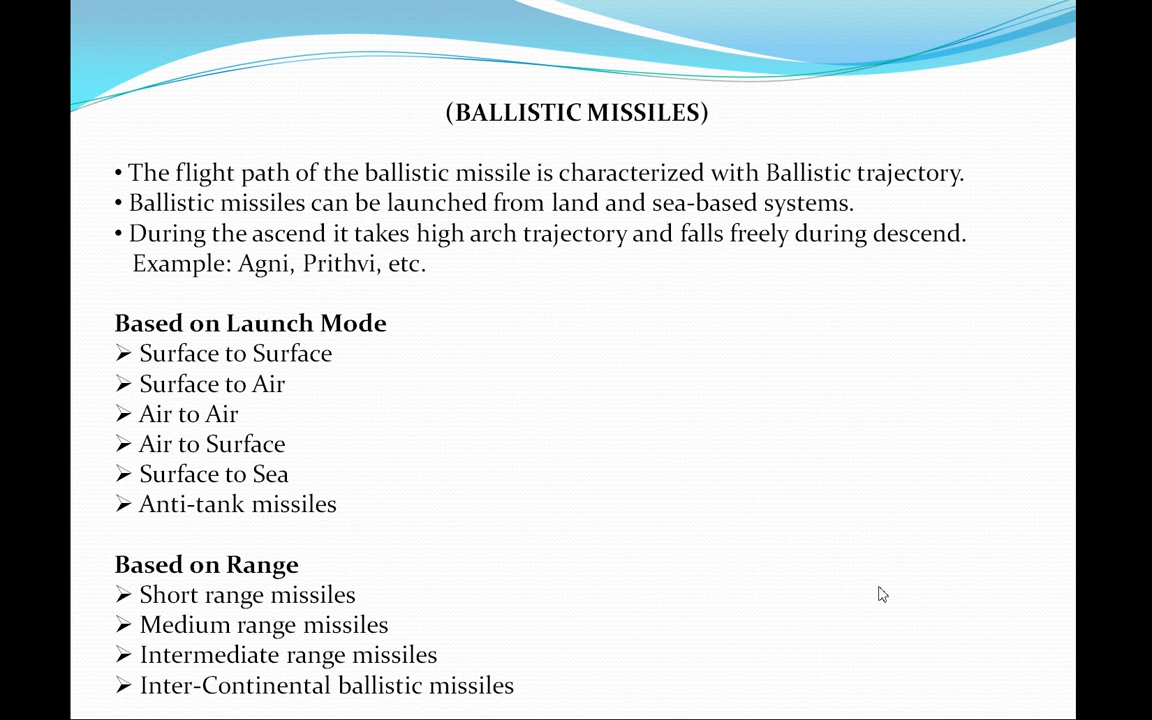 (BALLISTIC MISSILES)
• The flight path of the ballistic missile is characterized with Ballistic trajectory.
• Ballistic missiles can be launched from land and sea-based systems.
• During the ascend it takes high arch trajectory and falls freely during descend.
Example: Agni, Prithvi, etc.
Based on Launch Mode
➢ Surface to Surface
➢ Surface to Air
➢ Air to Air
➢ Air to Surface
➢ Surface to Sea
➢ Anti-tank missiles
Based on Range
➢ Short range missiles
➢ Medium range missiles
➢ Intermediate range missiles
➢ Inter-Continental ballistic missiles